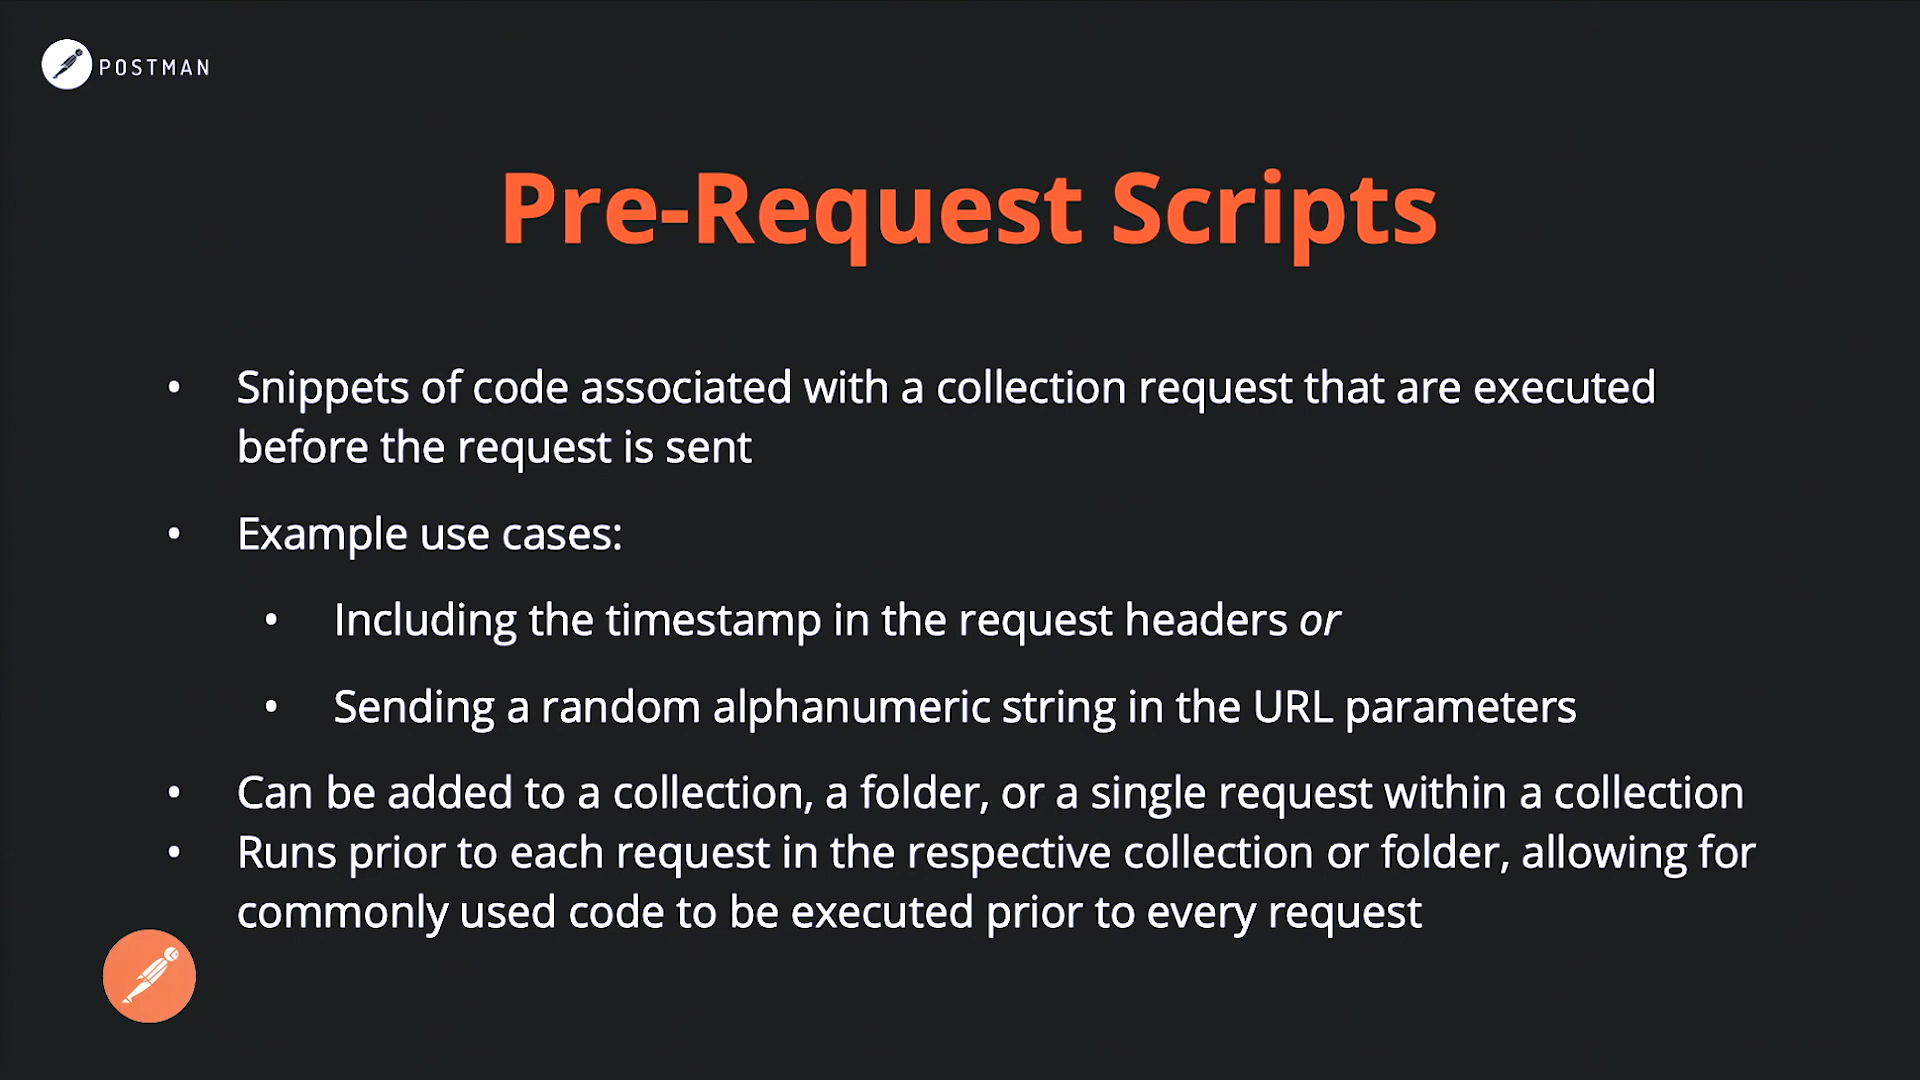 POSTMAN
Pre-Request Scripts
• Snippets of code associated with a collection request that are executed
before the request is sent
• Example use cases:
• Including the timestamp in the request headers or
• Sending a random alphanumeric string in the URL parameters
• Can be added to a collection, a folder, or a single request within a collection
• Runs prior to each request in the respective collection or folder, allowing for
commonly used code to be executed prior to every request